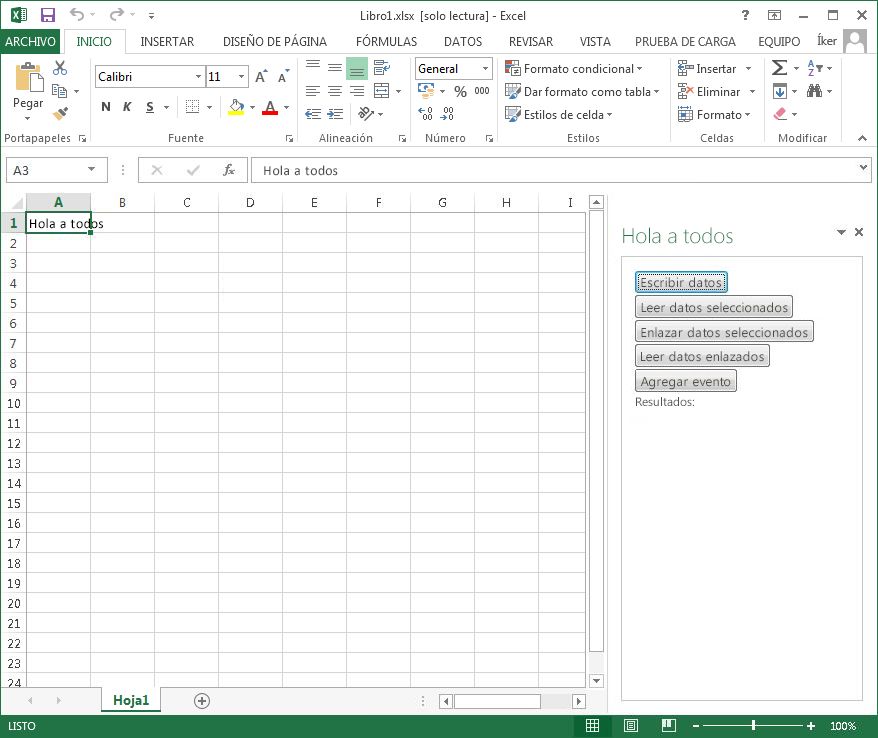 Libro1.xlsx [solo lectura] - Excel
?
ARCHIVO INICIO INSERTAR DISEÑO DE PÁGINA FÓRMULAS DATOS REVISAR VISTA PRUEBA DE CARGA EQUIPO Íker
Pegar
Calibri 11
A A
N K S A
General
% 000
Formato condicional
Dar formato como tabla
Estilos de celda
Insertar
Eliminar
Formato
Portapapeles Fuente Alineación Número Estilos Celdas Modificar
A3 fx Hola a todos
A B C D E F G H I
1 Hola a todos
2
3
4
5
6
7
8
9
10
11
12
13
14
15
16
17
18
19
20
21
22
23
24
Hola a todos
Escribir datos
Leer datos seleccionados
Enlazar datos seleccionados
Leer datos enlazados
Agregar evento
Resultados:
Hoja1
LISTO 100%